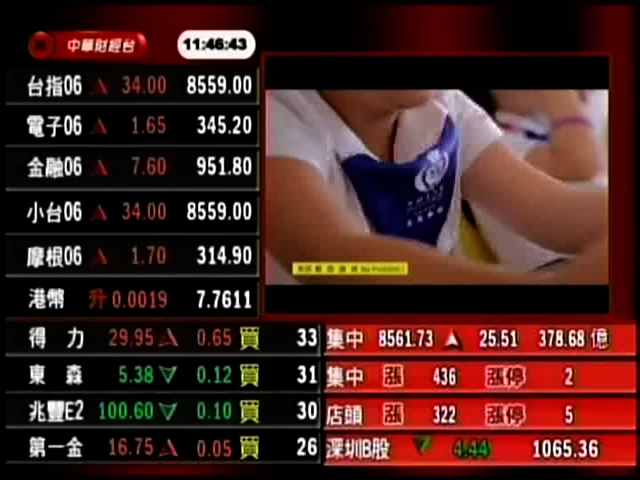 中華財經台 11:46:43
台指06 34.00 8559.00
電子06 1.65 345.20
金融06 7.60 951.80
小台06 34.00 8559.00
摩根06 1.70 314.90
港幣 升0.0019 7.7611
得力 29.95 0.65 買 33
東森 5.38 0.12 買 31
兆豐E2 100.60 0.10 買 30
第一金 16.75 0.05 買 26
集中 8561.73 25.51 378.68 億
集中 漲 436 漲停 2
店頭 漲 322 漲停 5
深圳B股 4.44 1065.36